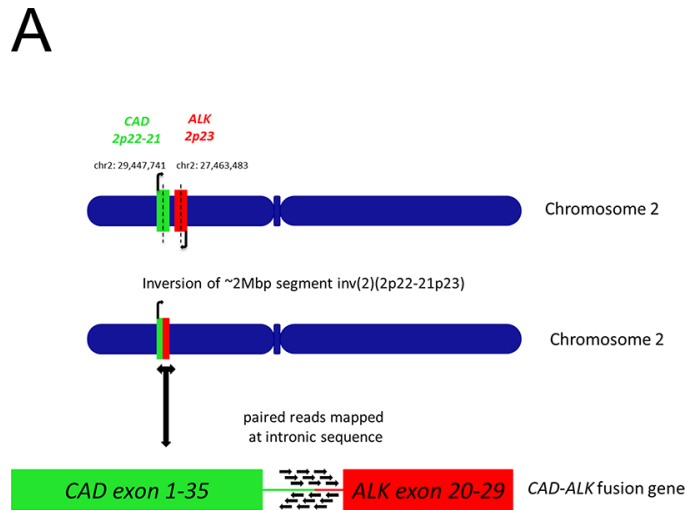 A
CAD
2p22-21
ALK
2p23
chr2: 29,447,741
chr2: 27,463,483
Chromosome 2
Inversion of ~2Mbp segment inv(2)(2p22-21p23)
Chromosome 2
paired reads mapped
at intronic sequence
CAD exon 1-35
ALK exon 20-29
CAD-ALK fusion gene